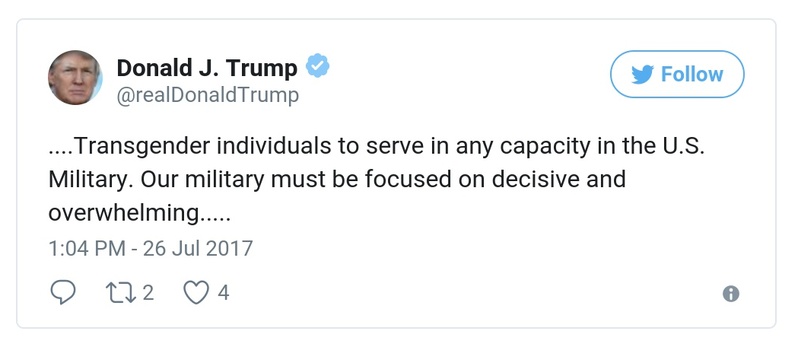 Donald J. Trump
@realDonaldTrump
Follow
....Transgender individuals to serve in any capacity in the U.S.
Military. Our military must be focused on decisive and
overwhelming.....
1:04 PM - 26 Jul 2017
2
4